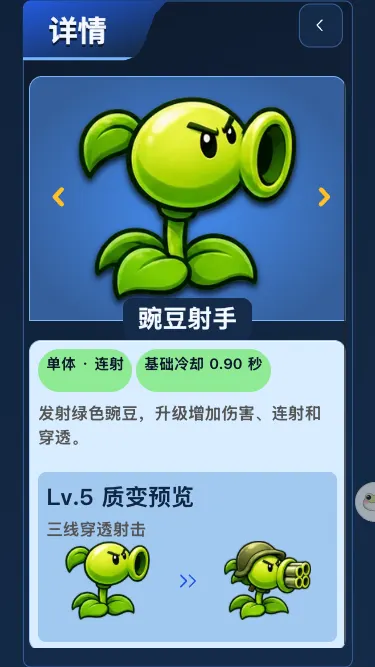 详情
豌豆射手
单体 · 连射
基础冷却 0.90 秒
发射绿色豌豆，升级增加伤害、连射和
穿透。
Lv.5 质变预览
三线穿透射击